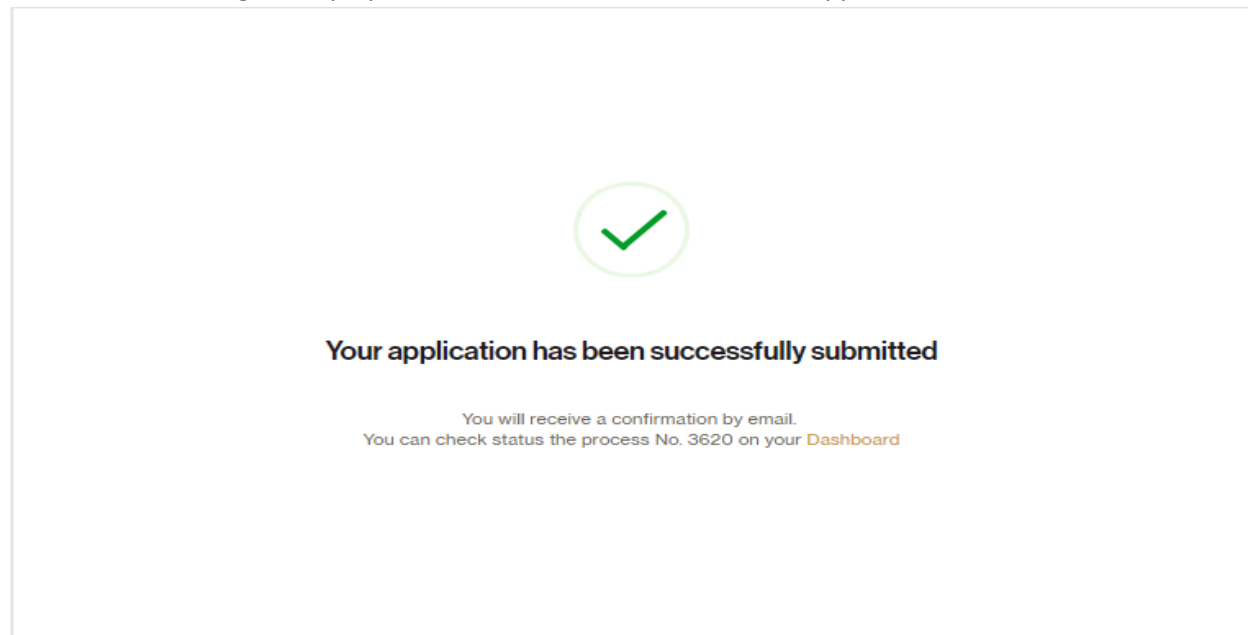 Your application has been successfully submitted
You will receive a confirmation by email.
You can check status the process No. 3620 on your Dashboard